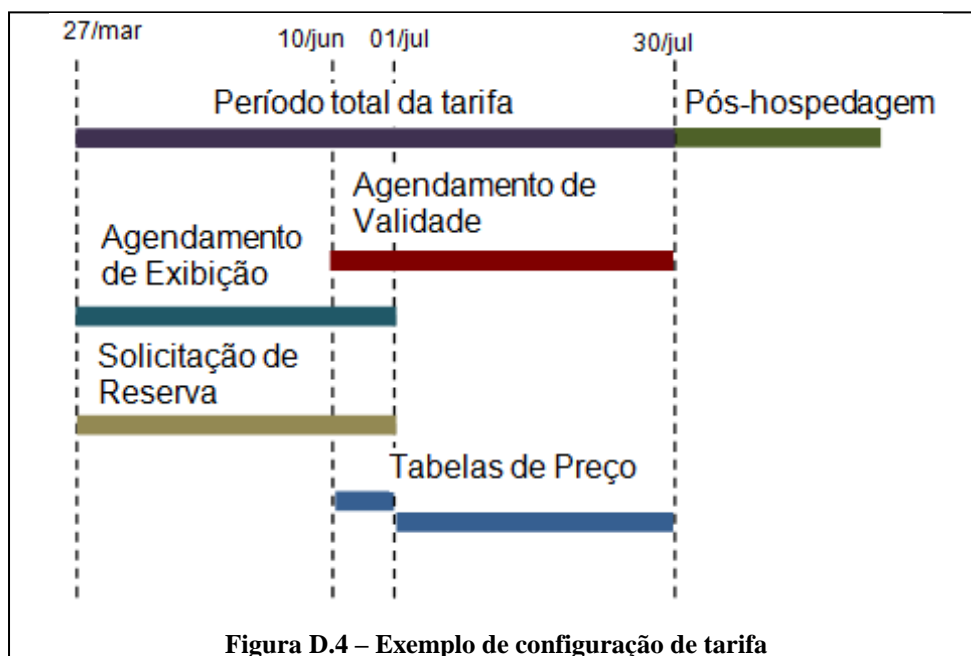 27/mar
10/jun
01/jul
30/jul
Período total da tarifa
Pós-hospedagem
Agendamento de
Validade
Agendamento
de Exibição
Solicitação de
Reserva
Tabelas de Preço
Figura D.4 – Exemplo de configuração de tarifa